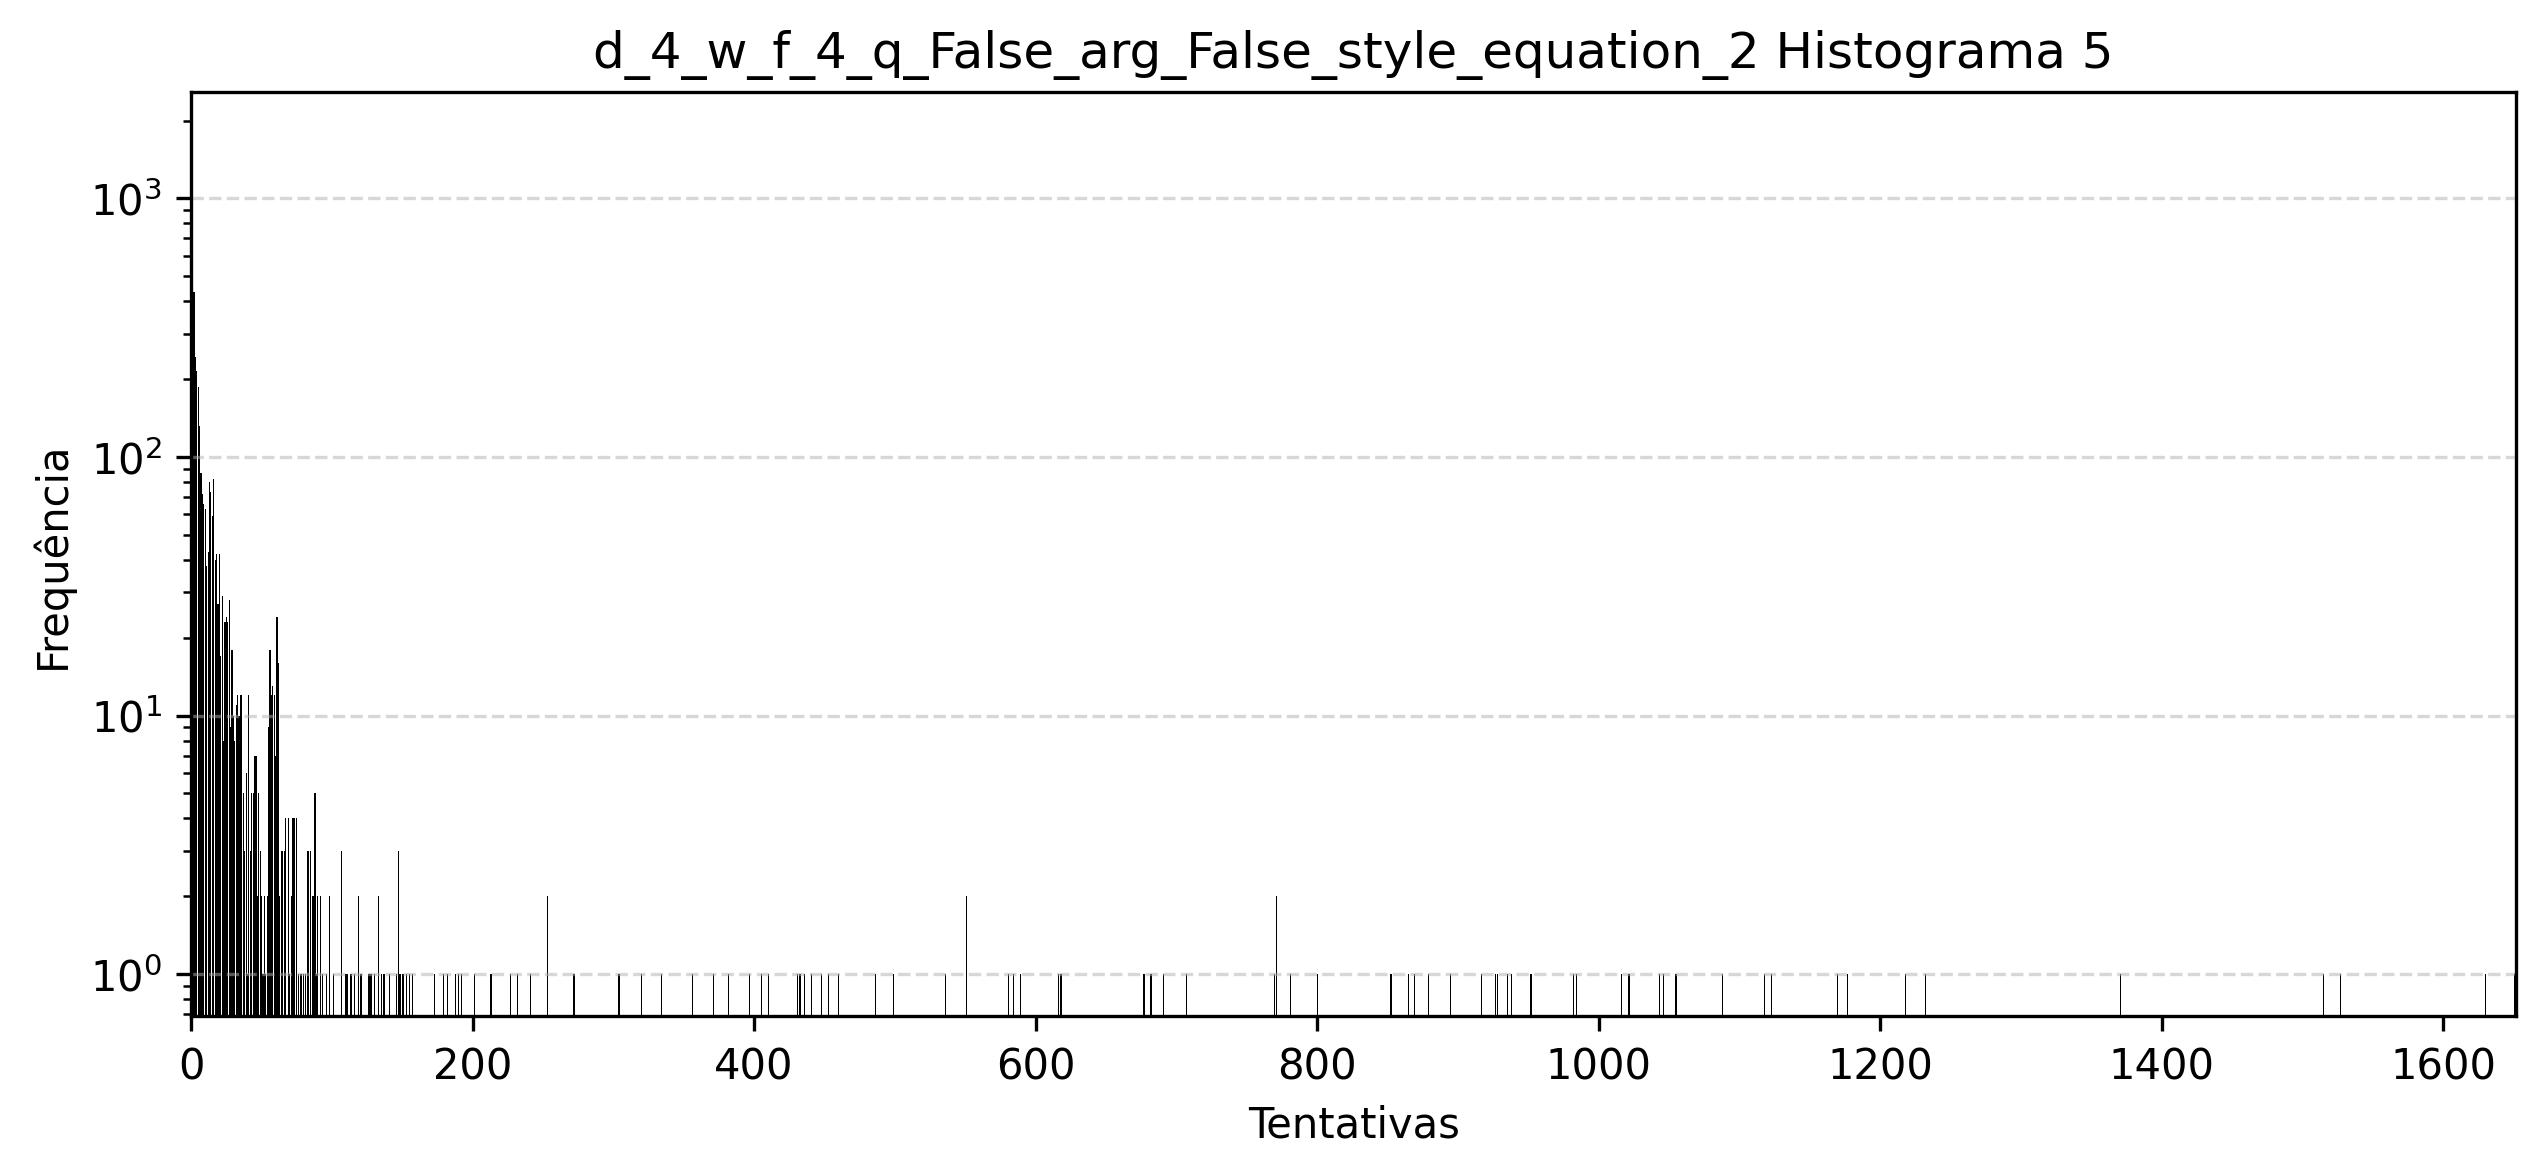 d_4_w_f_4_q_False_arg_False_style_equation_2 Histograma 5
Frequência
10³
10²
10¹
10⁰
0 200 400 600 800 1000 1200 1400 1600
Tentativas